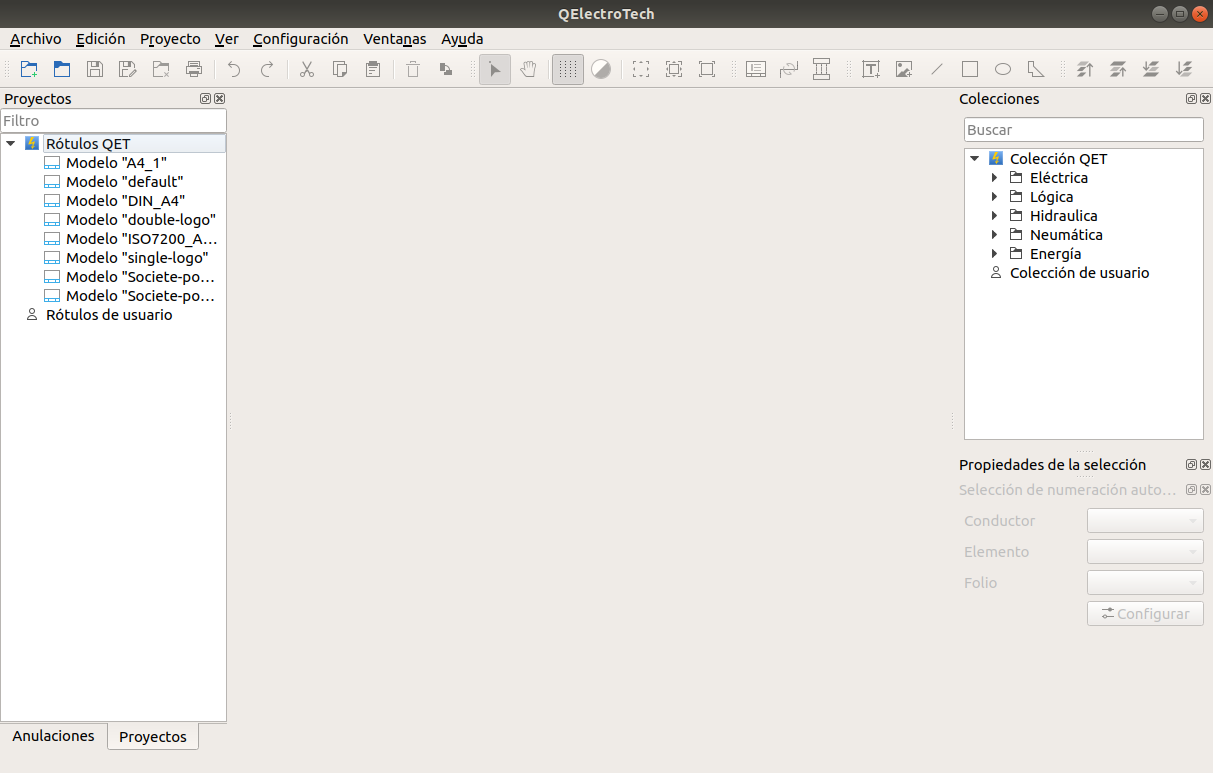 QElectroTech
Archivo Edición Proyecto Ver Configuración Ventanas Ayuda
Proyectos
Filtro
Rótulos QET
Modelo "A4_1"
Modelo "default"
Modelo "DIN_A4"
Modelo "double-logo"
Modelo "ISO7200_A...
Modelo "single-logo"
Modelo "Societe-po...
Modelo "Societe-po...
Rótulos de usuario
Anulaciones Proyectos
Colecciones
Buscar
Colección QET
Eléctrica
Lógica
Hidraulica
Neumática
Energía
Colección de usuario
Propiedades de la selección
Selección de numeración auto...
Conductor
Elemento
Folio
Configurar